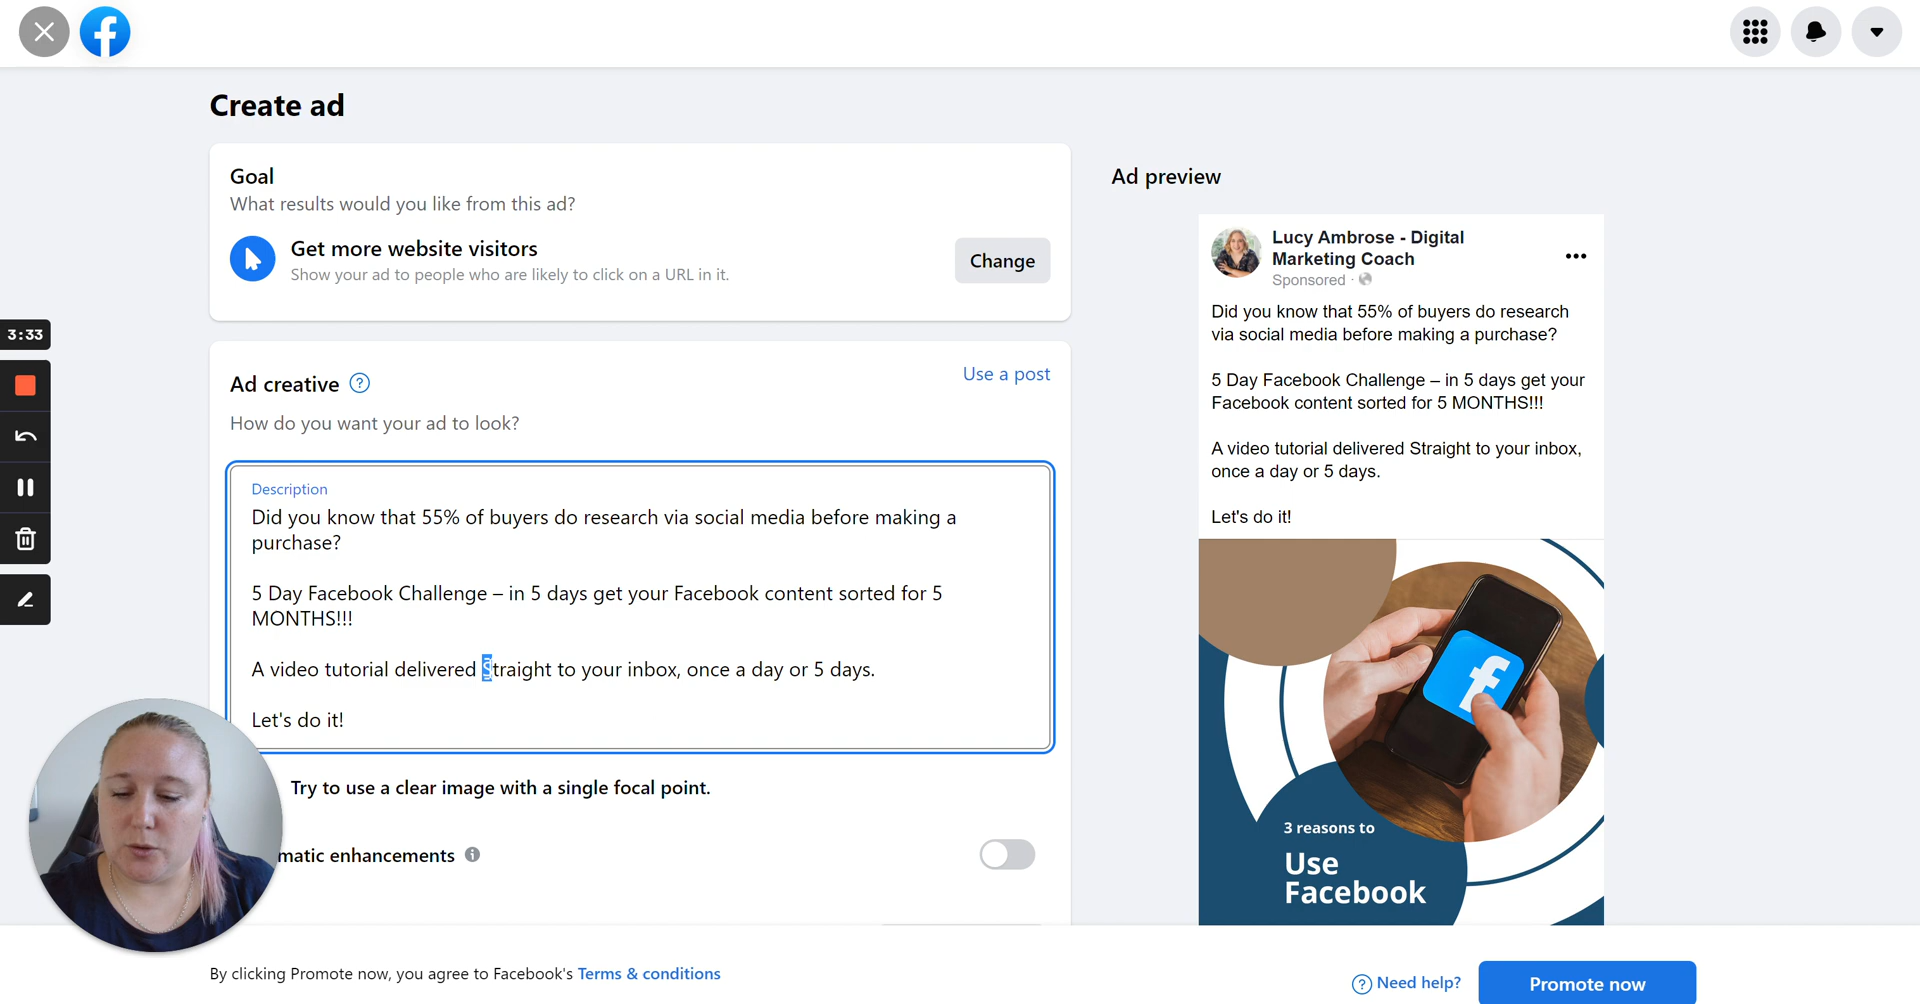 Create ad
Goal
What results would you like from this ad?
Get more website visitors
Show your ad to people who are likely to click on a URL in it.
Change
3:33
Ad creative ?
Use a post
How do you want your ad to look?
Description
Did you know that 55% of buyers do research via social media before making a
purchase?
5 Day Facebook Challenge – in 5 days get your Facebook content sorted for 5
MONTHS!!!
A video tutorial delivered Straight to your inbox, once a day or 5 days.
Let's do it!
Try to use a clear image with a single focal point.
matic enhancements
Ad preview
Lucy Ambrose - Digital
Marketing Coach
Sponsored ·
Did you know that 55% of buyers do research
via social media before making a purchase?
5 Day Facebook Challenge – in 5 days get your
Facebook content sorted for 5 MONTHS!!!
A video tutorial delivered Straight to your inbox,
once a day or 5 days.
Let's do it!
3 reasons to
Use
Facebook
By clicking Promote now, you agree to Facebook's Terms & conditions
? Need help?
Promote now